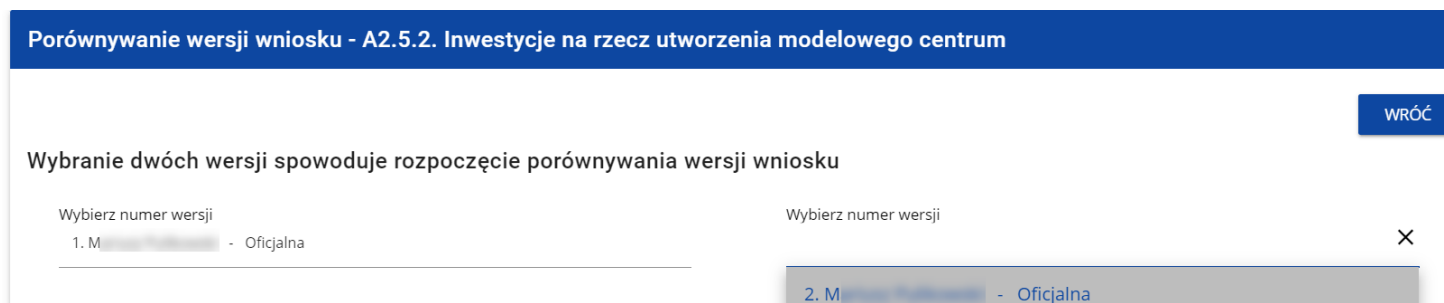 Porównywanie wersji wniosku - A2.5.2. Inwestycje na rzecz utworzenia modelowego centrum
WRÓĆ
Wybranie dwóch wersji spowoduje rozpoczęcie porównywania wersji wniosku
Wybierz numer wersji
Wybierz numer wersji
1. - Oficjalna
2. - Oficjalna